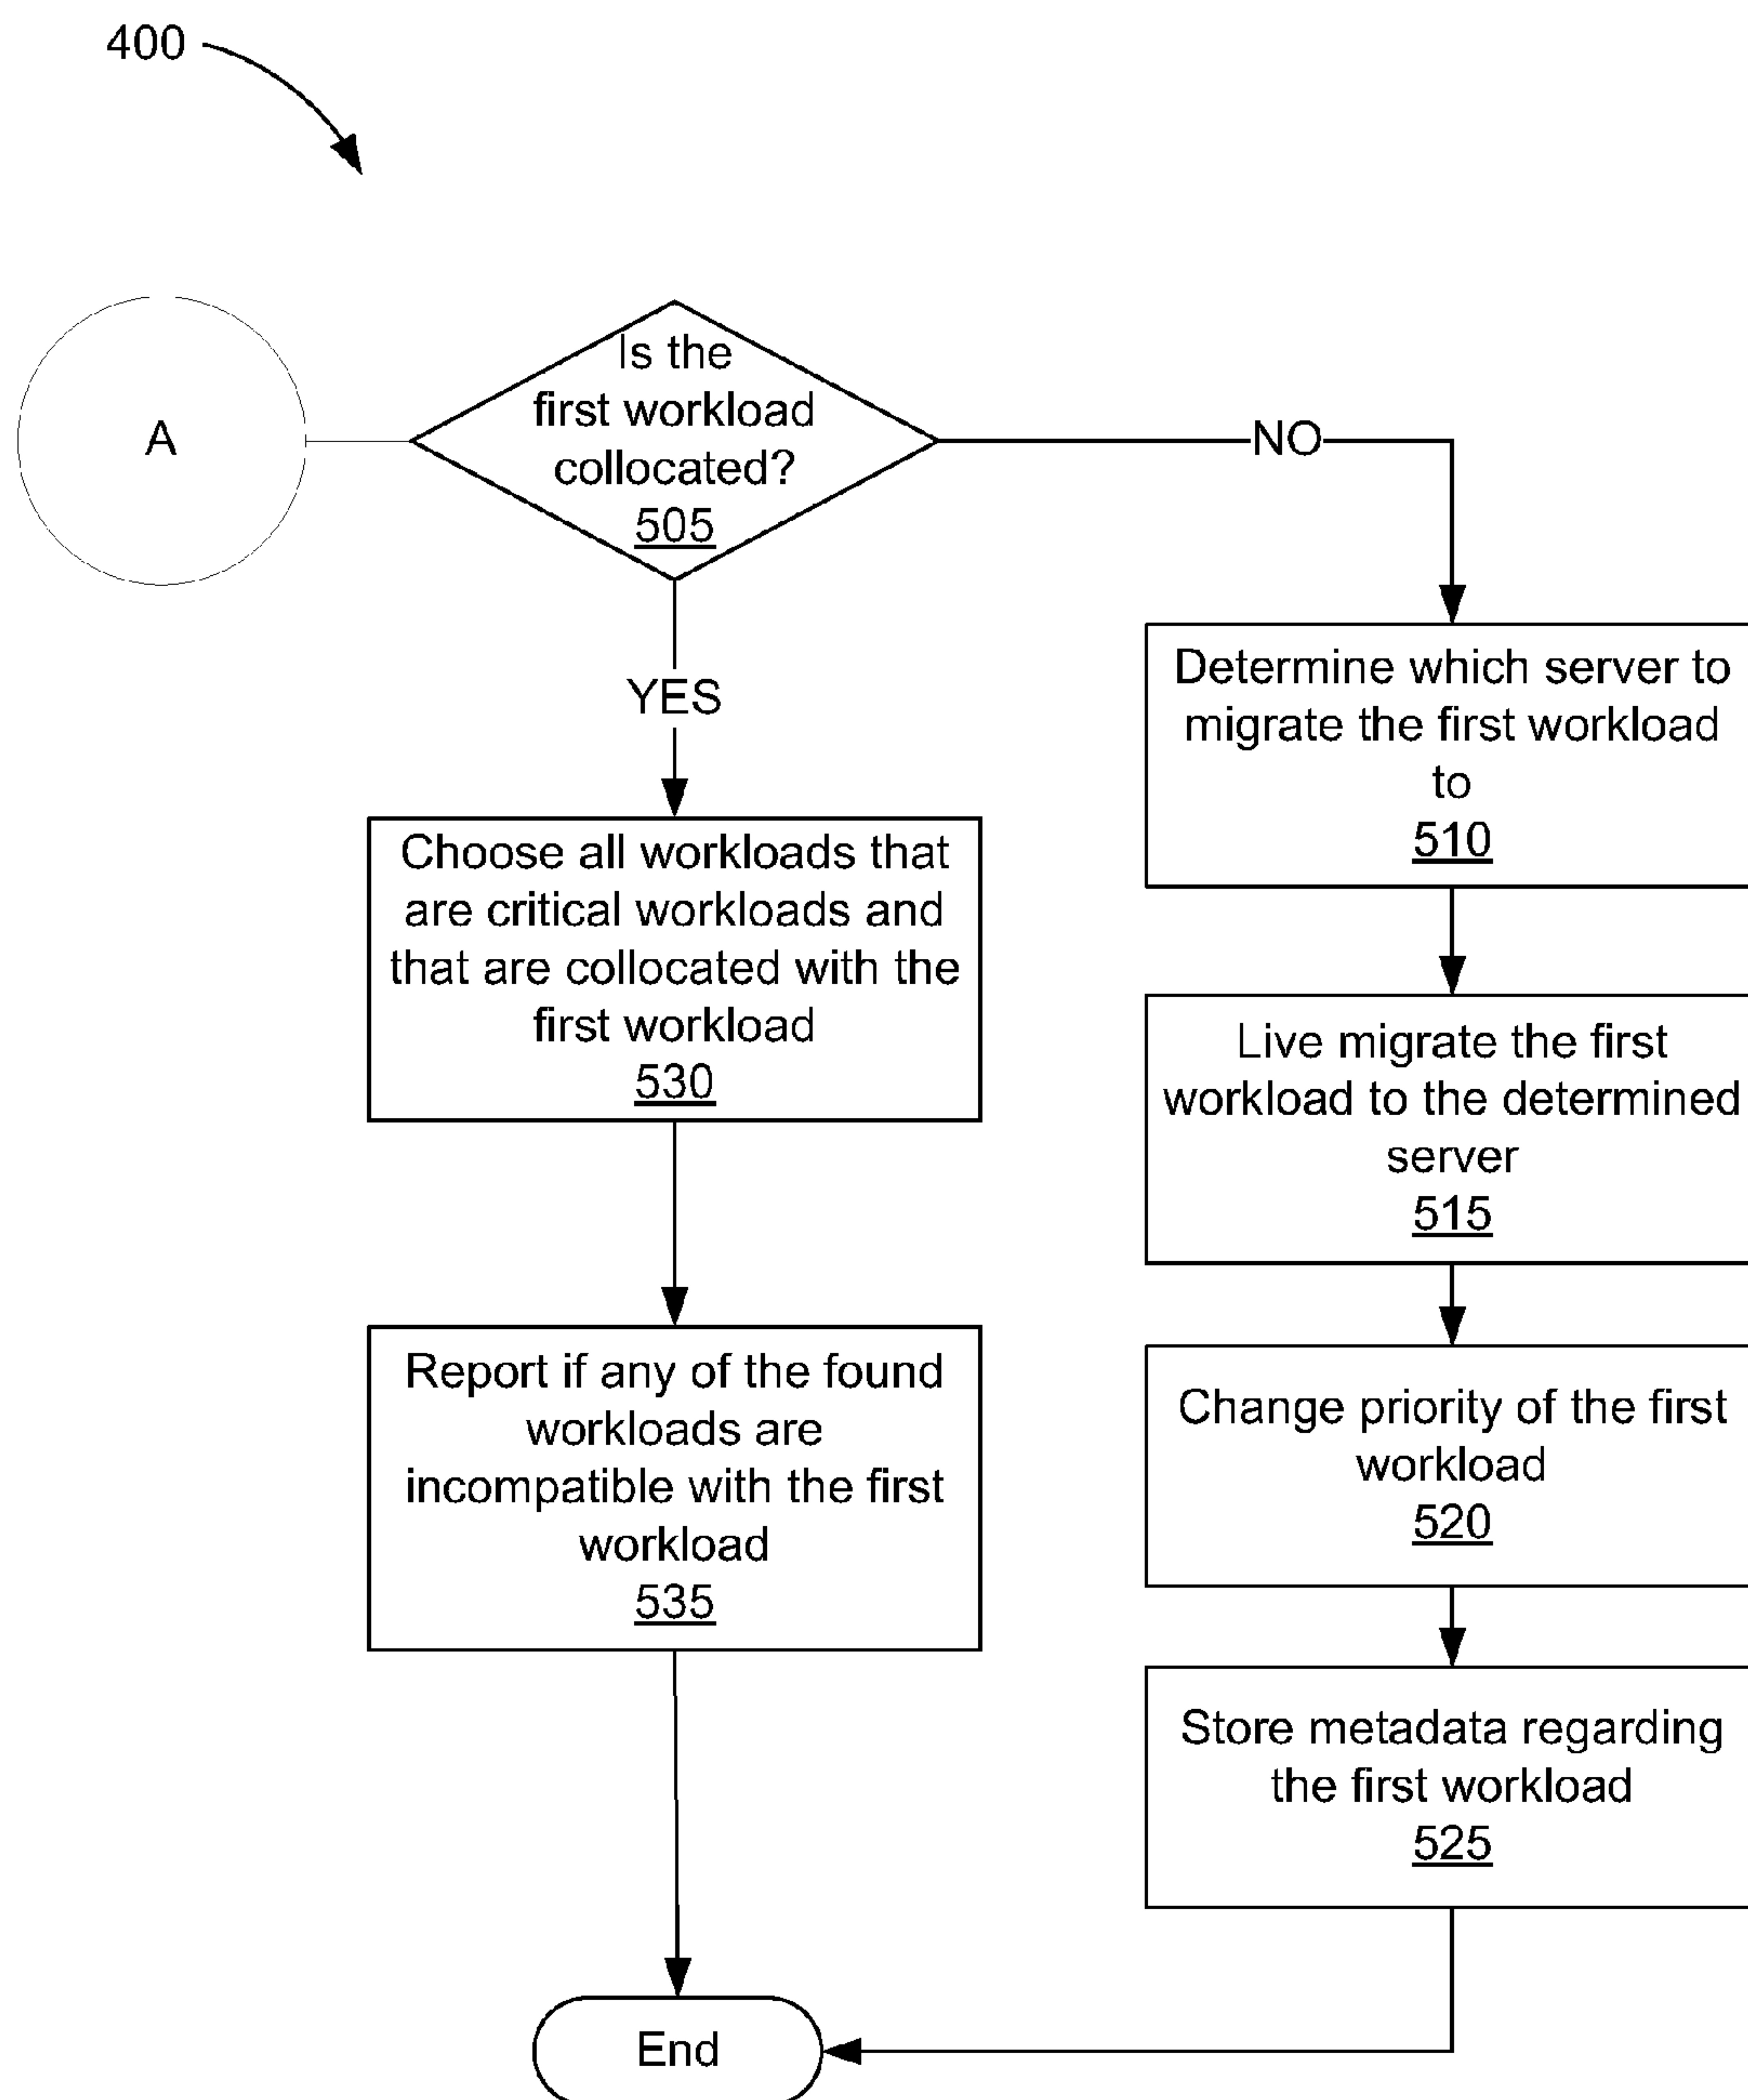 400
A
Is the
first workload
collocated?
505
NO
YES
Determine which server to
migrate the first workload
to
510
Choose all workloads that
are critical workloads and
that are collocated with the
first workload
530
Live migrate the first
workload to the determined
server
515
Report if any of the found
workloads are
incompatible with the first
workload
535
Change priority of the first
workload
520
Store metadata regarding
the first workload
525
End